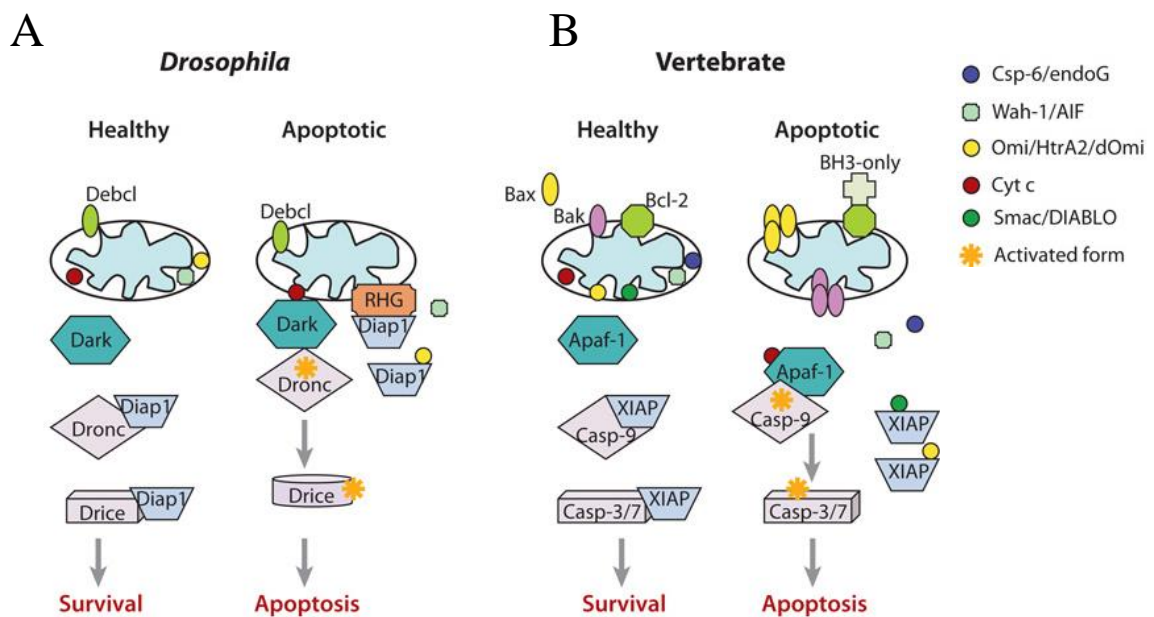 A
B
Drosophila
Vertebrate
Healthy
Apoptotic
Healthy
Apoptotic
Debcl
Debcl
RHG
Dark
Dark
Diap1
Diap1
Dronc
Diap1
Dronc
Drice
Diap1
Drice
Survival
Apoptosis
Bax
Bak
Bcl-2
BH3-only
Apaf-1
Apaf-1
XIAP
Casp-9
Casp-9
XIAP
XIAP
Casp-3/7
XIAP
Casp-3/7
Survival
Apoptosis
Csp-6/endoG
Wah-1/AIF
Omi/HtrA2/dOmi
Cyt c
Smac/DIABLO
Activated form